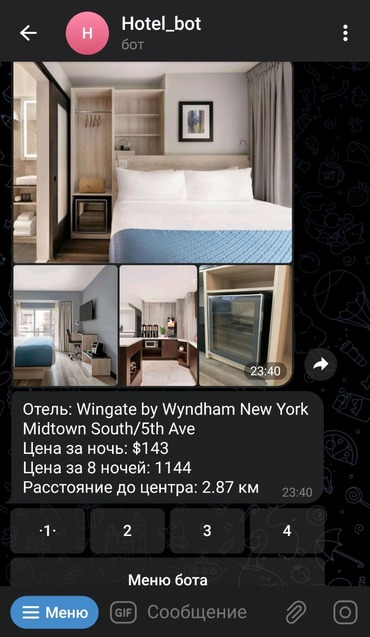 Н
Hotel_bot
бот
23:40
Отель: Wingate by Wyndham New York
Midtown South/5th Ave
Цена за ночь: $143
Цена за 8 ночей: 1144
Расстояние до центра: 2.87 км
23:40
·1· 2 3 4
Меню бота
Меню GIF Сообщение